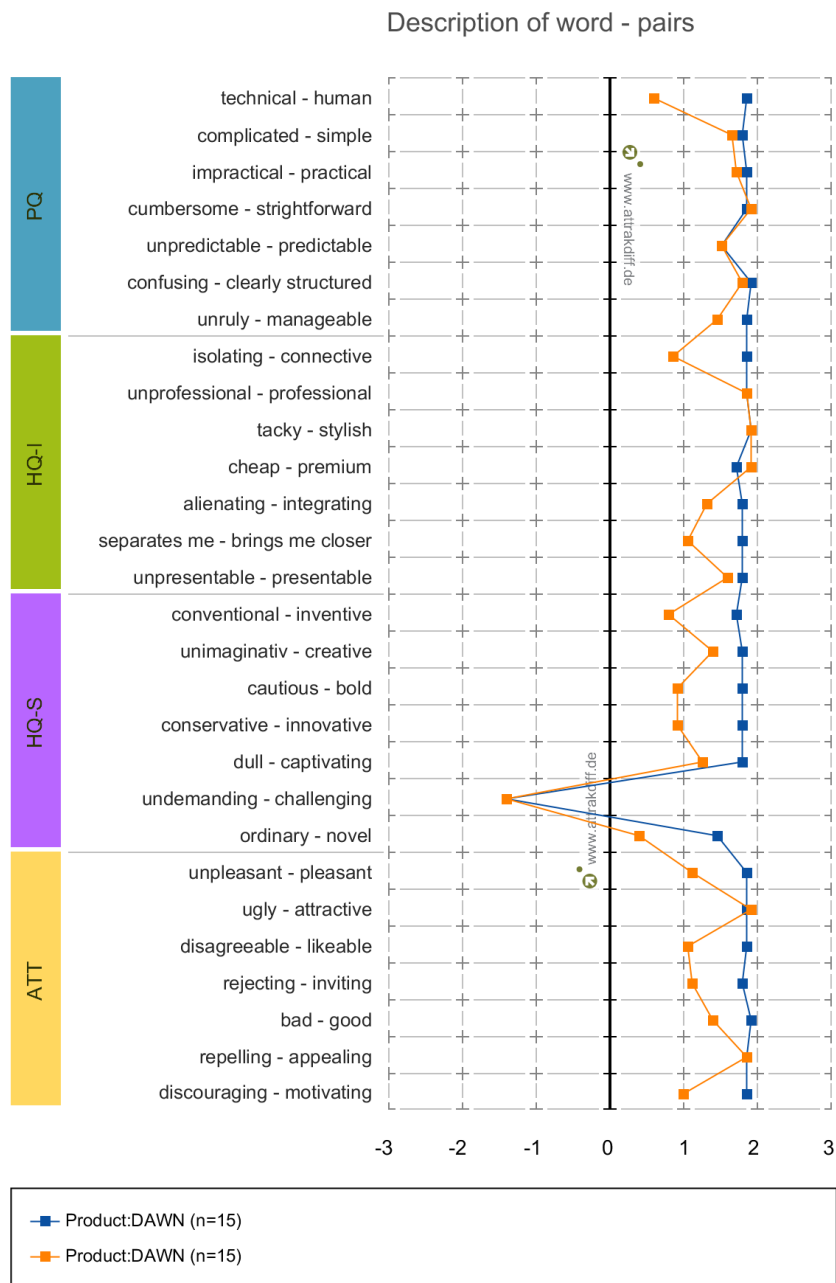 Description of word - pairs
PQ
technical - human
complicated - simple
impractical - practical
cumbersome - strightforward
unpredictable - predictable
confusing - clearly structured
unruly - manageable
www.attrakdiff.de
HQ-I
isolating - connective
unprofessional - professional
tacky - stylish
cheap - premium
alienating - integrating
separates me - brings me closer
unpresentable - presentable
HQ-S
conventional - inventive
unimaginativ - creative
cautious - bold
conservative - innovative
dull - captivating
undemanding - challenging
ordinary - novel
www.attrakdiff.de
ATT
unpleasant - pleasant
ugly - attractive
disagreeable - likeable
rejecting - inviting
bad - good
repelling - appealing
discouraging - motivating
-3 -2 -1 0 1 2 3
Product:DAWN (n=15)
Product:DAWN (n=15)